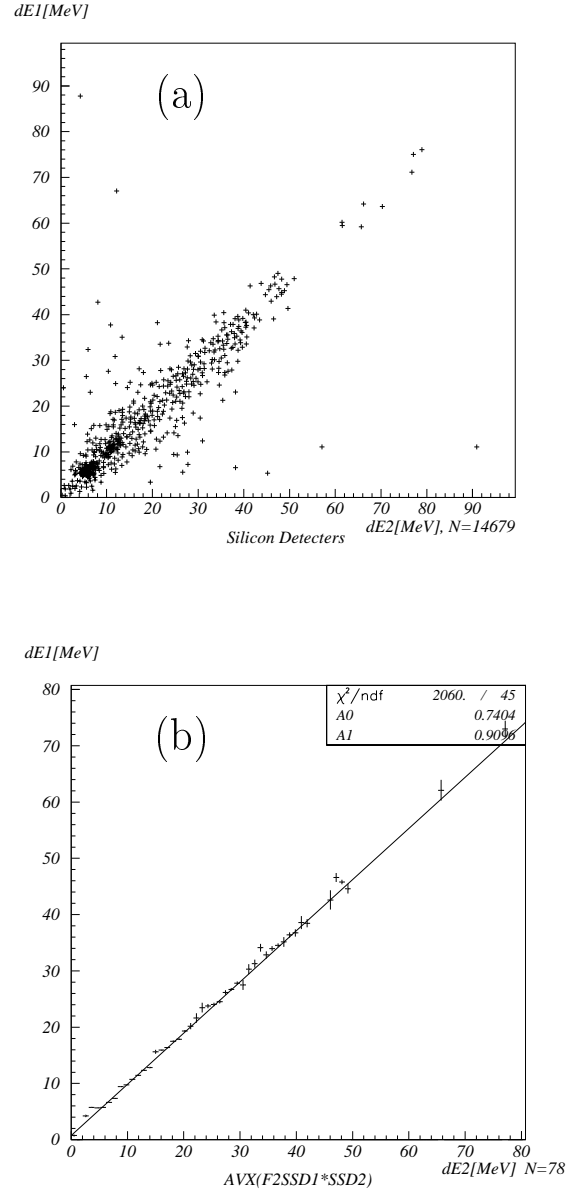 dE1[MeV]
(a)
90
80
70
60
50
40
30
20
10
0
0 10 20 30 40 50 60 70 80 90
dE2[MeV], N=14679
Silicon Detecters
dE1[MeV]
80
χ²/ndf 2060. / 45
A0 0.7404
A1 0.9096
(b)
70
60
50
40
30
20
10
0
0 10 20 30 40 50 60 70 80
dE2[MeV] N=78
AVX(F2SSD1*SSD2)